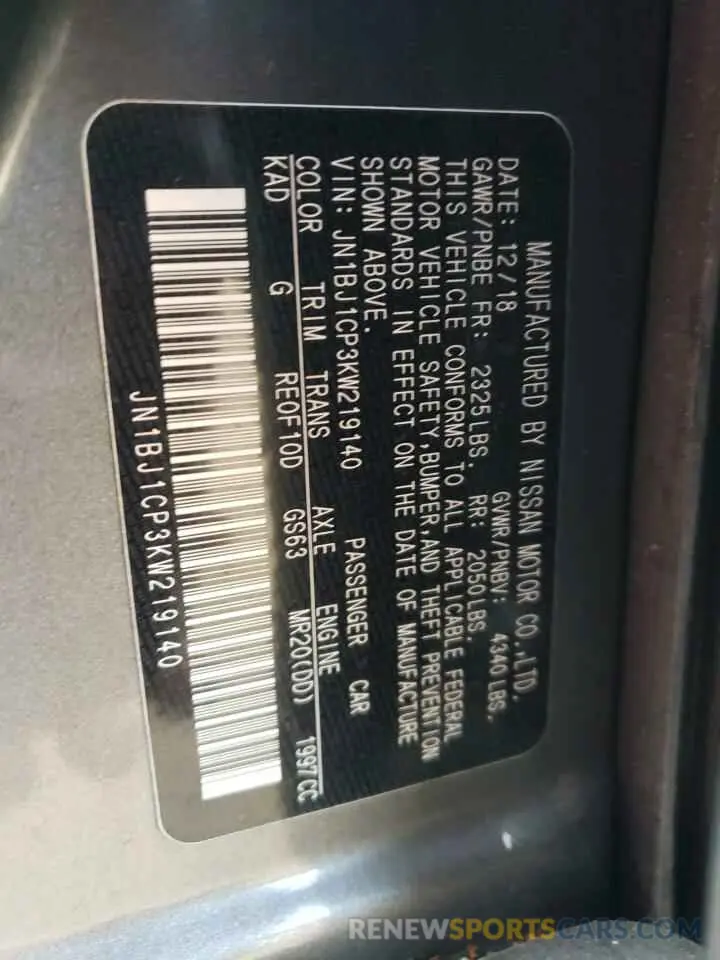 MANUFACTURED BY NISSAN MOTOR CO.,LTD.
DATE: 12/18 GVWR/PNBV: 4340LBS.
GAWR/PNBE FR: 2325LBS. RR: 2050LBS.
THIS VEHICLE CONFORMS TO ALL APPLICABLE FEDERAL
MOTOR VEHICLE SAFETY,BUMPER,AND THEFT PREVENTION
STANDARDS IN EFFECT ON THE DATE OF MANUFACTURE
SHOWN ABOVE.
VIN: JN1BJ1CP3KW219140 PASSENGER CAR
COLOR TRIM TRANS AXLE ENGINE
KAD G RE0F10D GS63 MR20(DD) 1997CC
JN1BJ1CP3KW219140
RENEWSPORTSCARS.COM